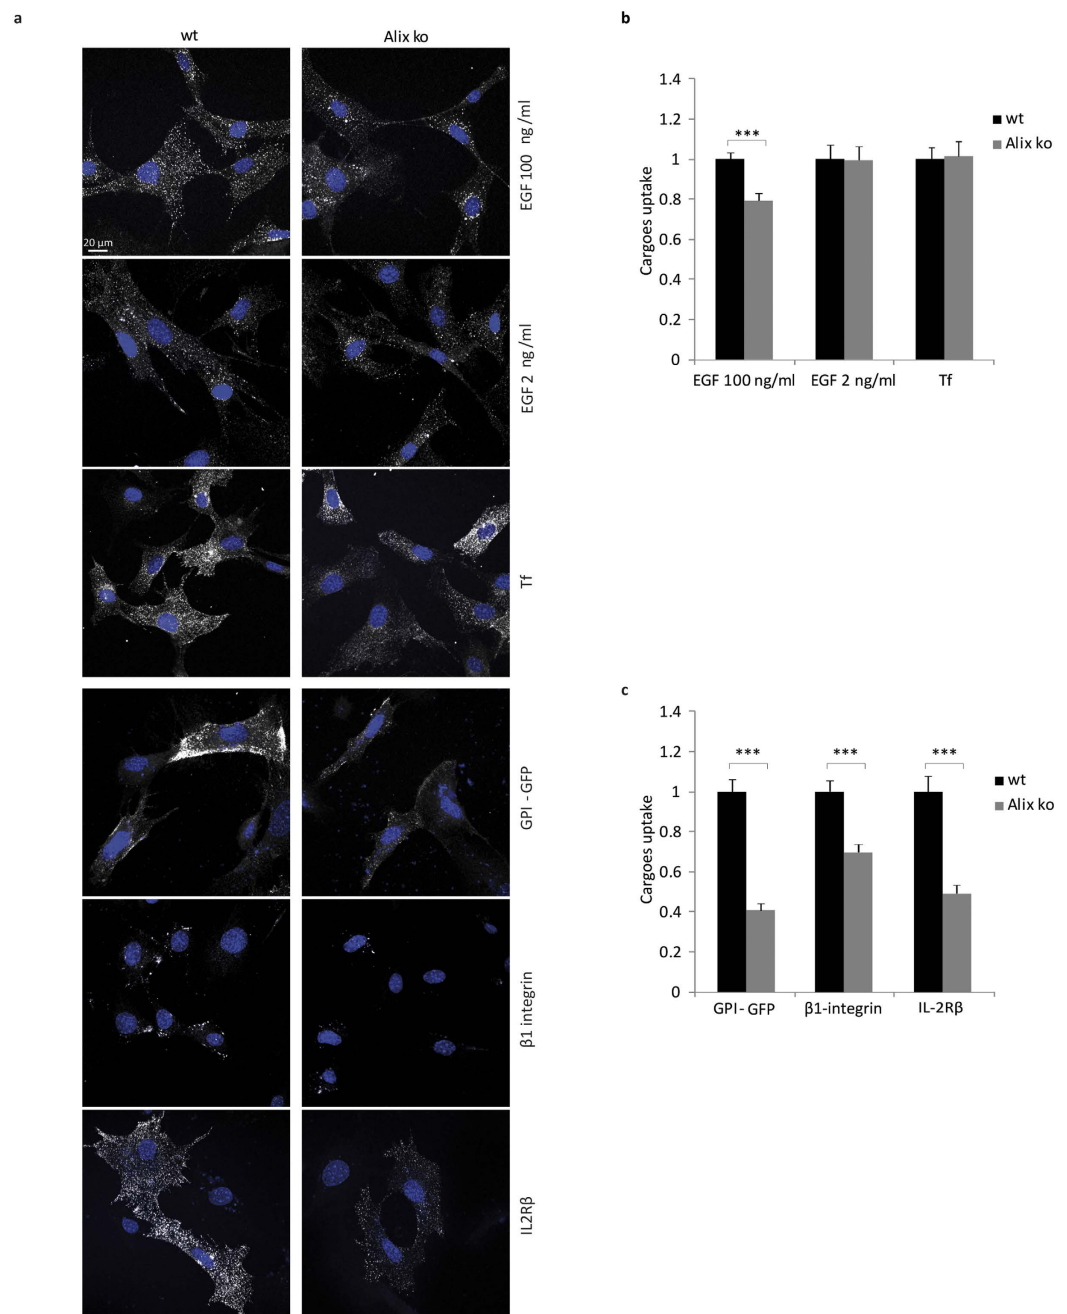 a
wt
Alix ko
20 µm
EGF 100 ng/ml
EGF 2 ng/ml
Tf
GPI - GFP
β1 integrin
IL2Rβ
b
1.4
1.2
1
0.8
0.6
0.4
0.2
0
Cargoes uptake
***
wt
Alix ko
EGF 100 ng/ml
EGF 2 ng/ml
Tf
c
1.4
1.2
1
0.8
0.6
0.4
0.2
0
Cargoes uptake
***
***
***
wt
Alix ko
GPI- GFP
β1-integrin
IL-2Rβ